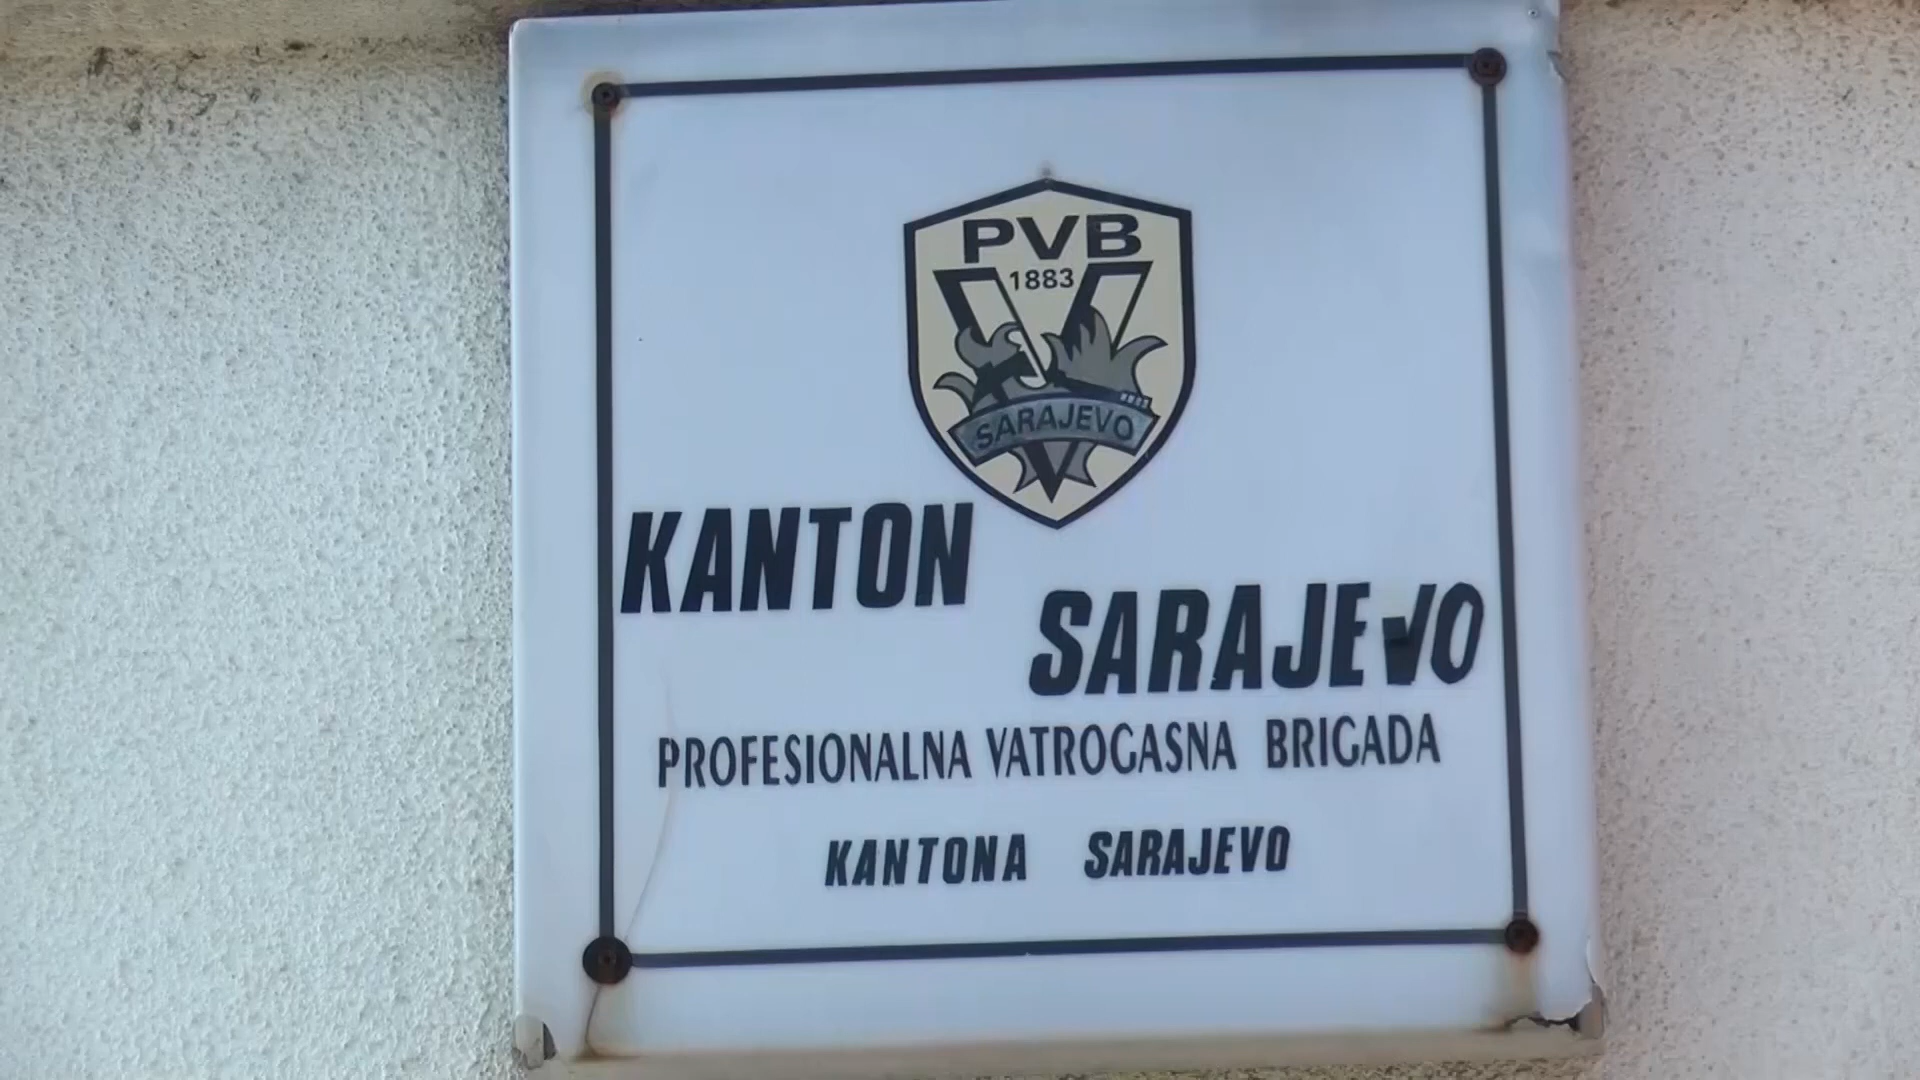 PVB
1883
SARAJEVO
KANTON
SARAJEVO
PROFESIONALNA VATROGASNA BRIGADA
KANTONA SARAJEVO